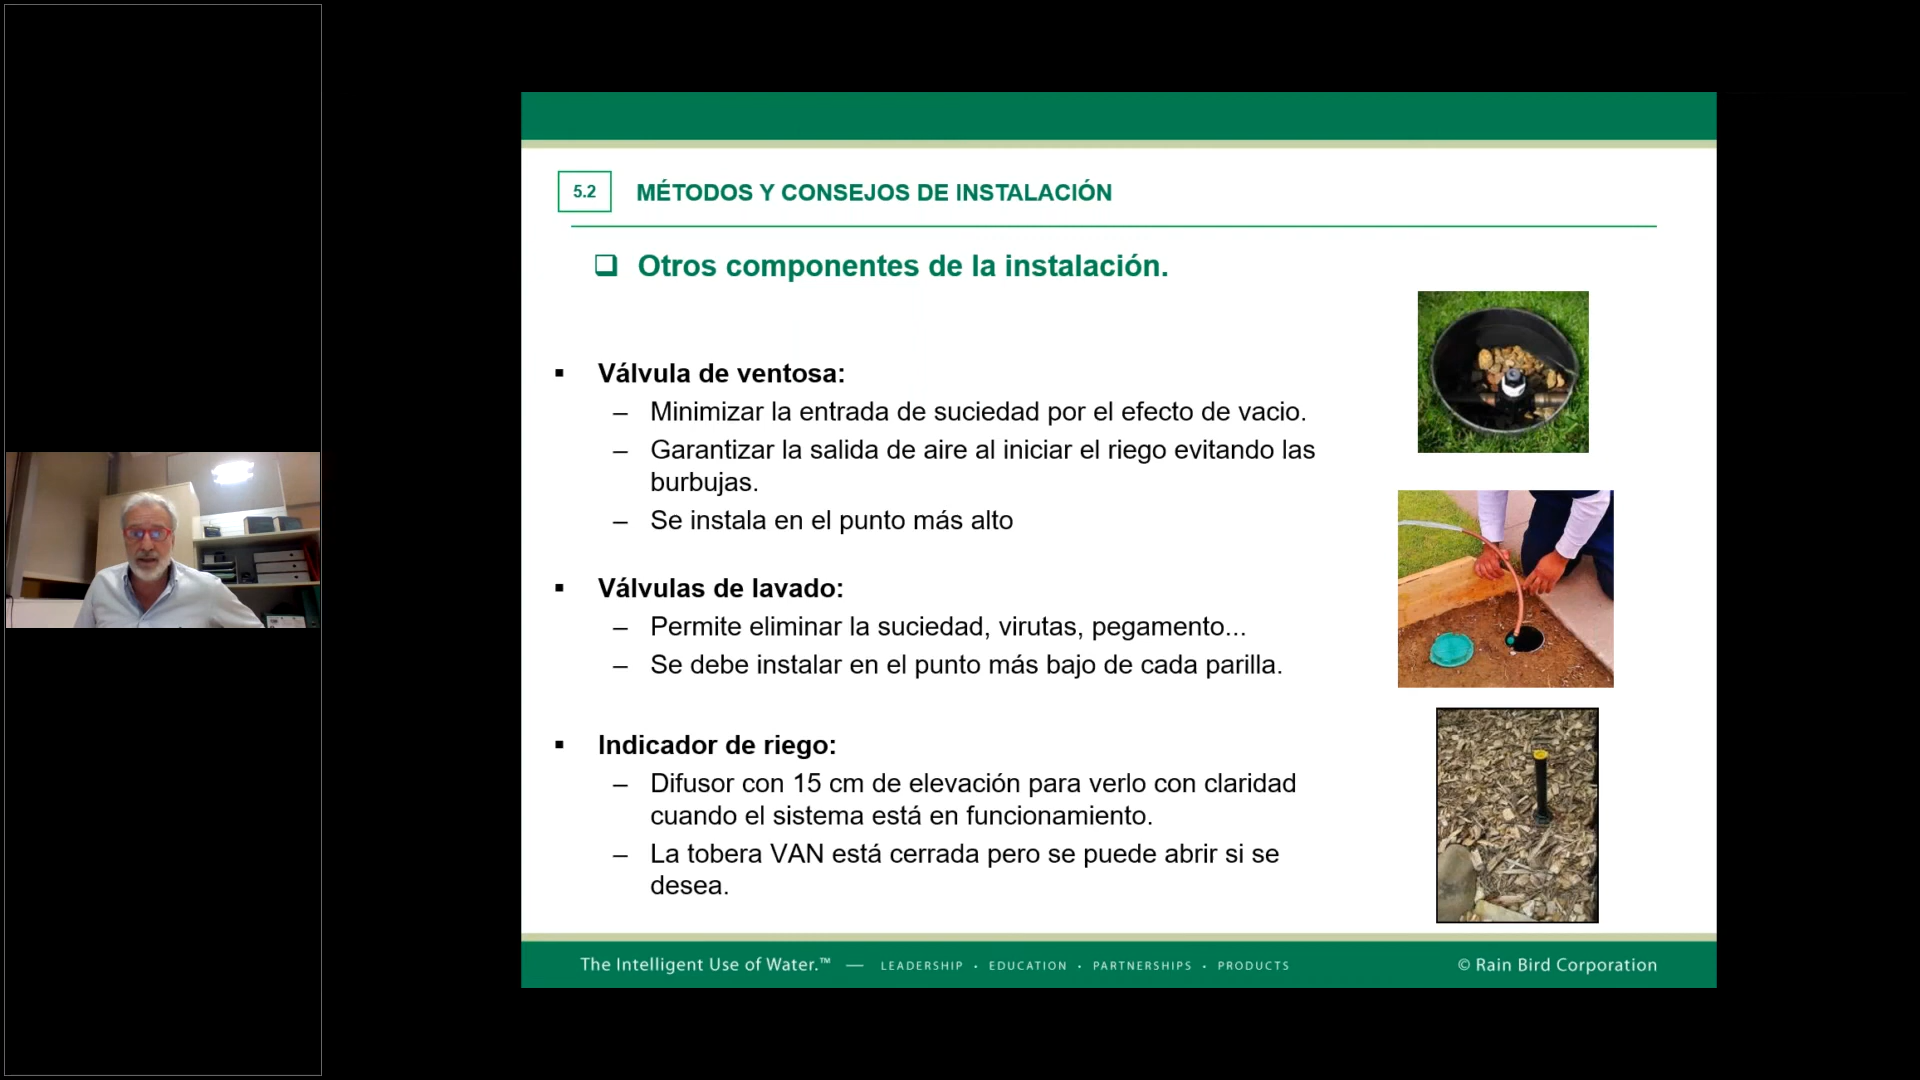 5.2
MÉTODOS Y CONSEJOS DE INSTALACIÓN
❑ Otros componentes de la instalación.
▪ Válvula de ventosa:
– Minimizar la entrada de suciedad por el efecto de vacio.
– Garantizar la salida de aire al iniciar el riego evitando las
burbujas.
– Se instala en el punto más alto
▪ Válvulas de lavado:
– Permite eliminar la suciedad, virutas, pegamento...
– Se debe instalar en el punto más bajo de cada parilla.
▪ Indicador de riego:
– Difusor con 15 cm de elevación para verlo con claridad
cuando el sistema está en funcionamiento.
– La tobera VAN está cerrada pero se puede abrir si se
desea.
The Intelligent Use of Water.™ — LEADERSHIP • EDUCATION • PARTNERSHIPS • PRODUCTS
© Rain Bird Corporation